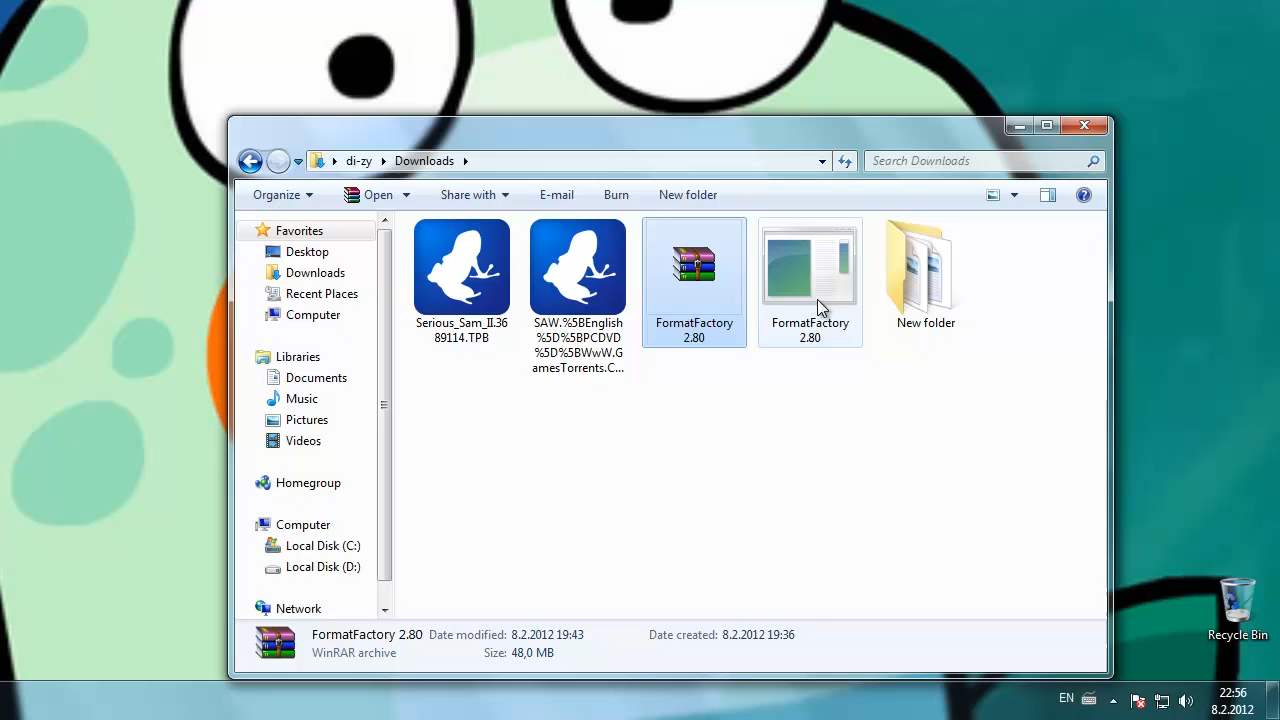 di-zy
Downloads
Search Downloads
Organize
Open
Share with
E-mail
Burn
New folder
Favorites
Desktop
Downloads
Recent Places
Computer
Libraries
Documents
Music
Pictures
Videos
Homegroup
Computer
Local Disk (C:)
Local Disk (D:)
Network
Serious_Sam_II.36
89114.TPB
SAW.%5BEnglish
%5D%5BPCDVD
%5D%5BWwW.G
amesTorrents.C...
FormatFactory
2.80
FormatFactory
2.80
New folder
FormatFactory 2.80 Date modified: 8.2.2012 19:43 Date created: 8.2.2012 19:36
WinRAR archive Size: 48,0 MB
Recycle Bin
EN
22:56
8.2.2012